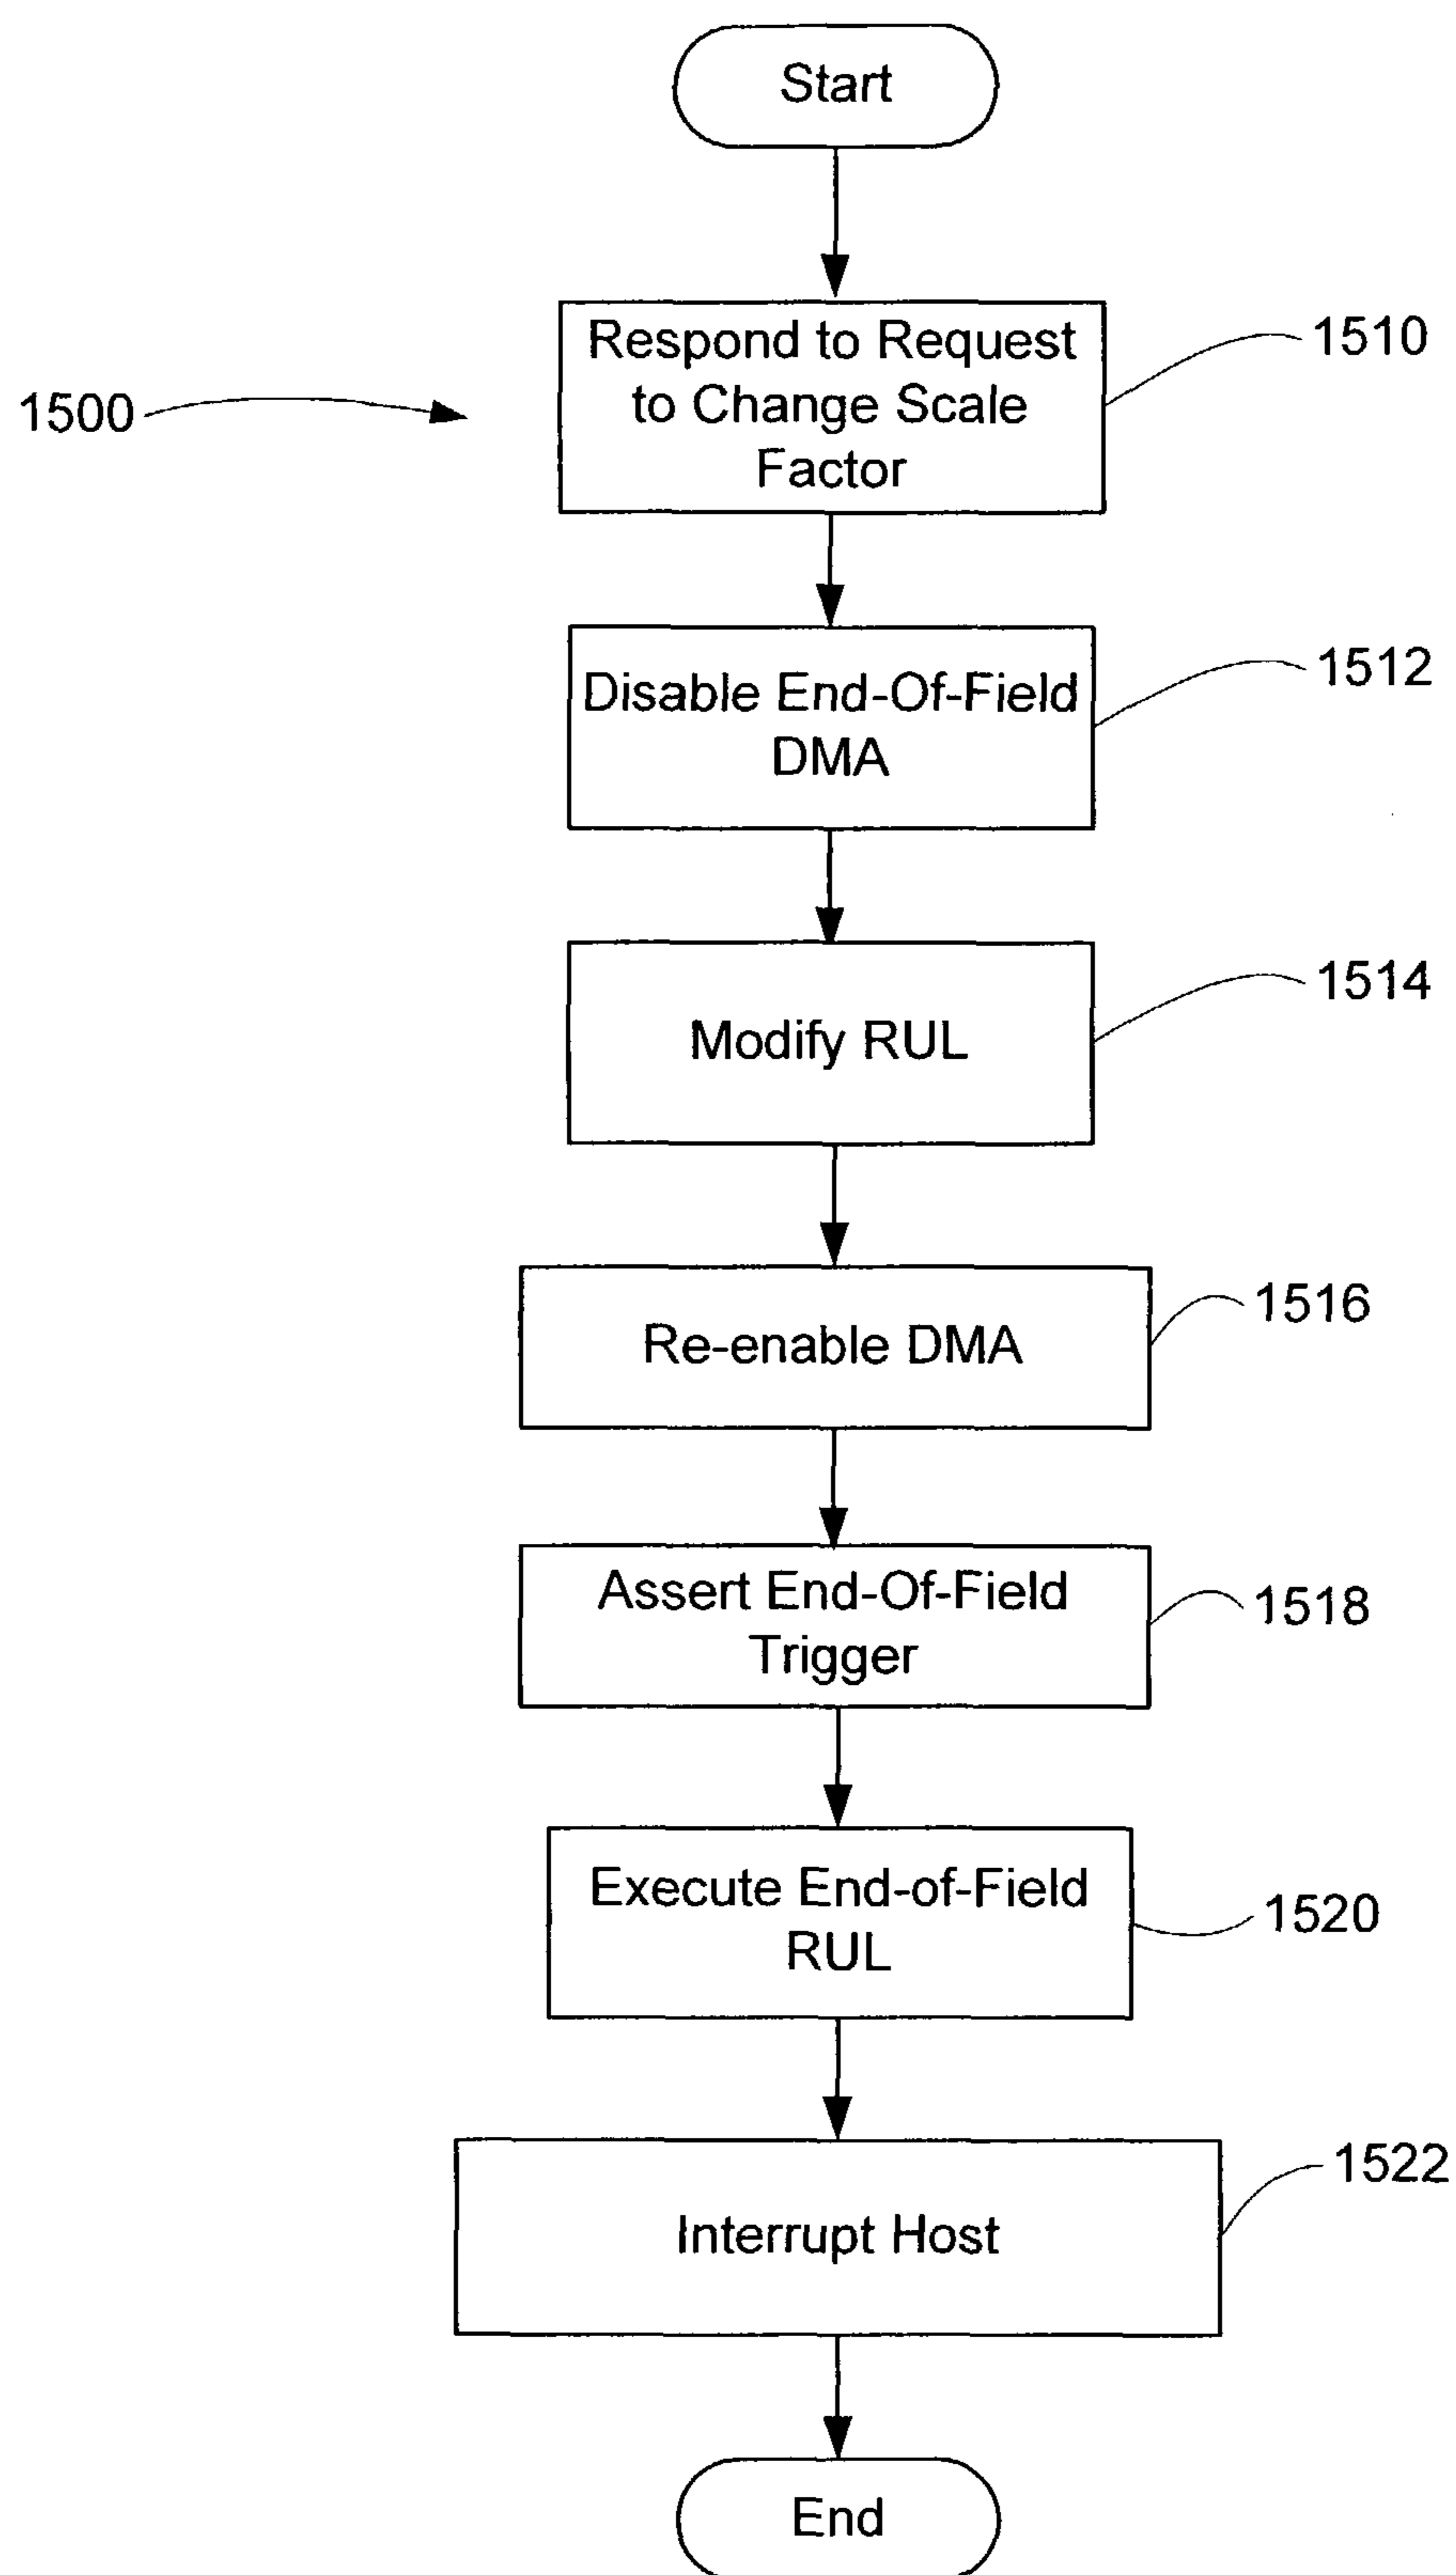 Start
Respond to Request
to Change Scale
Factor
1510
1500
Disable End-Of-Field
DMA
1512
Modify RUL
1514
Re-enable DMA
1516
Assert End-Of-Field
Trigger
1518
Execute End-of-Field
RUL
1520
Interrupt Host
1522
End